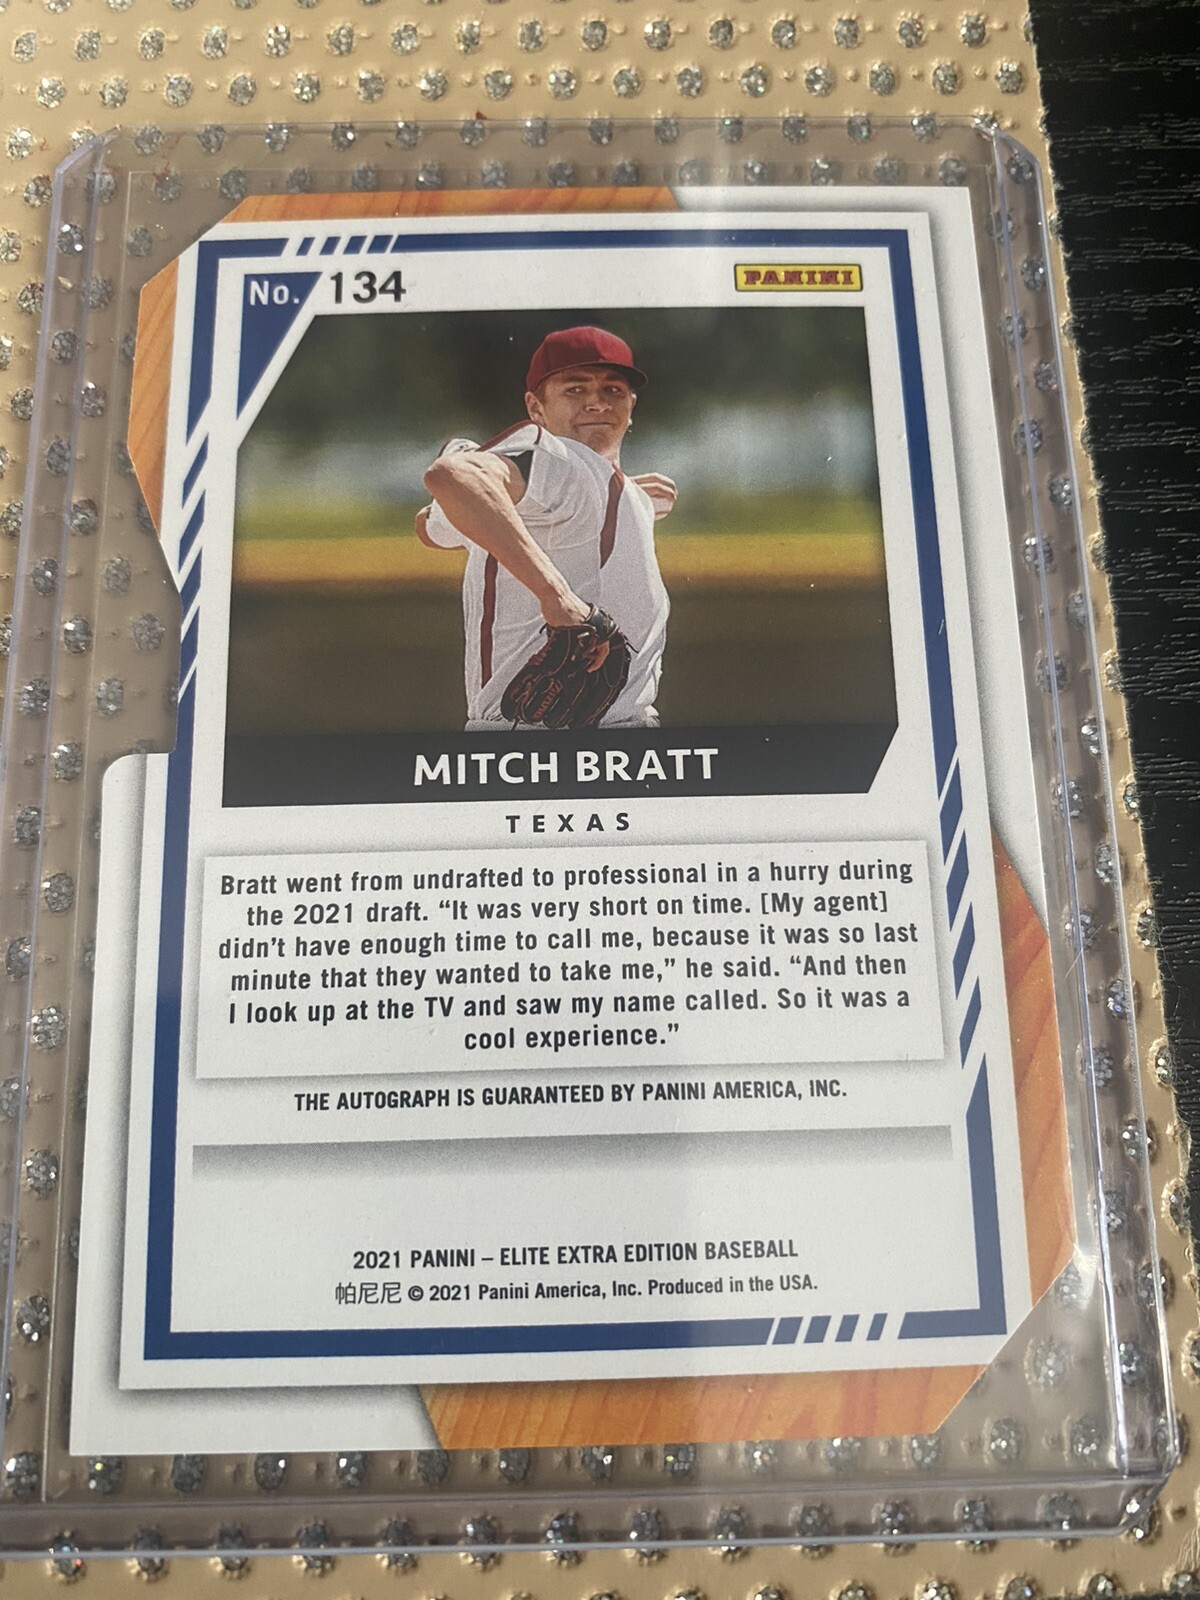 No. 134
PANINI
MITCH BRATT
TEXAS
Bratt went from undrafted to professional in a hurry during
the 2021 draft. “It was very short on time. [My agent]
didn’t have enough time to call me, because it was so last
minute that they wanted to take me,” he said. “And then
I look up at the TV and saw my name called. So it was a
cool experience.”
THE AUTOGRAPH IS GUARANTEED BY PANINI AMERICA, INC.
2021 PANINI – ELITE EXTRA EDITION BASEBALL
帕尼尼 © 2021 Panini America, Inc. Produced in the USA.